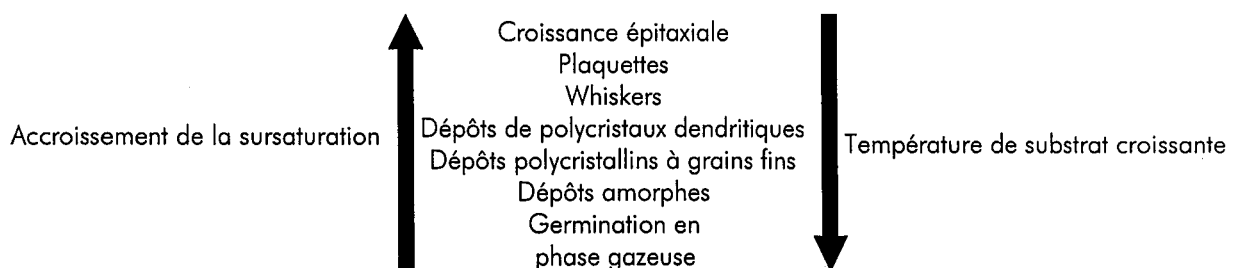 Croissance épitaxiale
Plaquettes
Whiskers
Accroissement de la sursaturation
Dépôts de polycristaux dendritiques
Température de substrat croissante
Dépôts polycristallins à grains fins
Dépôts amorphes
Germination en
phase gazeuse